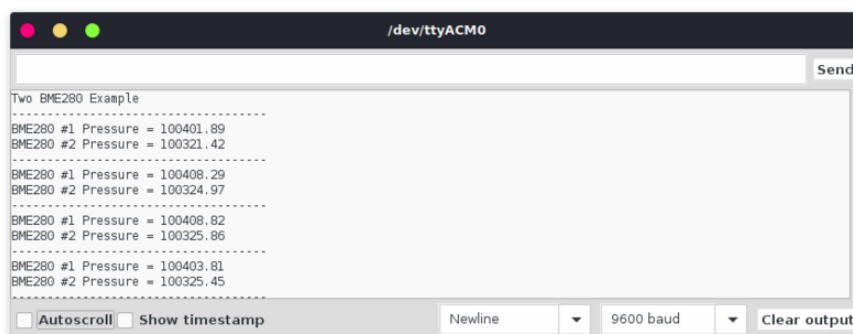 /dev/ttyACM0
Send
Two BME280 Example
------------------------------------
BME280 #1 Pressure = 100401.89
BME280 #2 Pressure = 100321.42
------------------------------------
BME280 #1 Pressure = 100408.29
BME280 #2 Pressure = 100324.97
------------------------------------
BME280 #1 Pressure = 100408.82
BME280 #2 Pressure = 100325.86
------------------------------------
BME280 #1 Pressure = 100403.81
BME280 #2 Pressure = 100325.45
------------------------------------
Autoscroll Show timestamp Newline 9600 baud Clear output